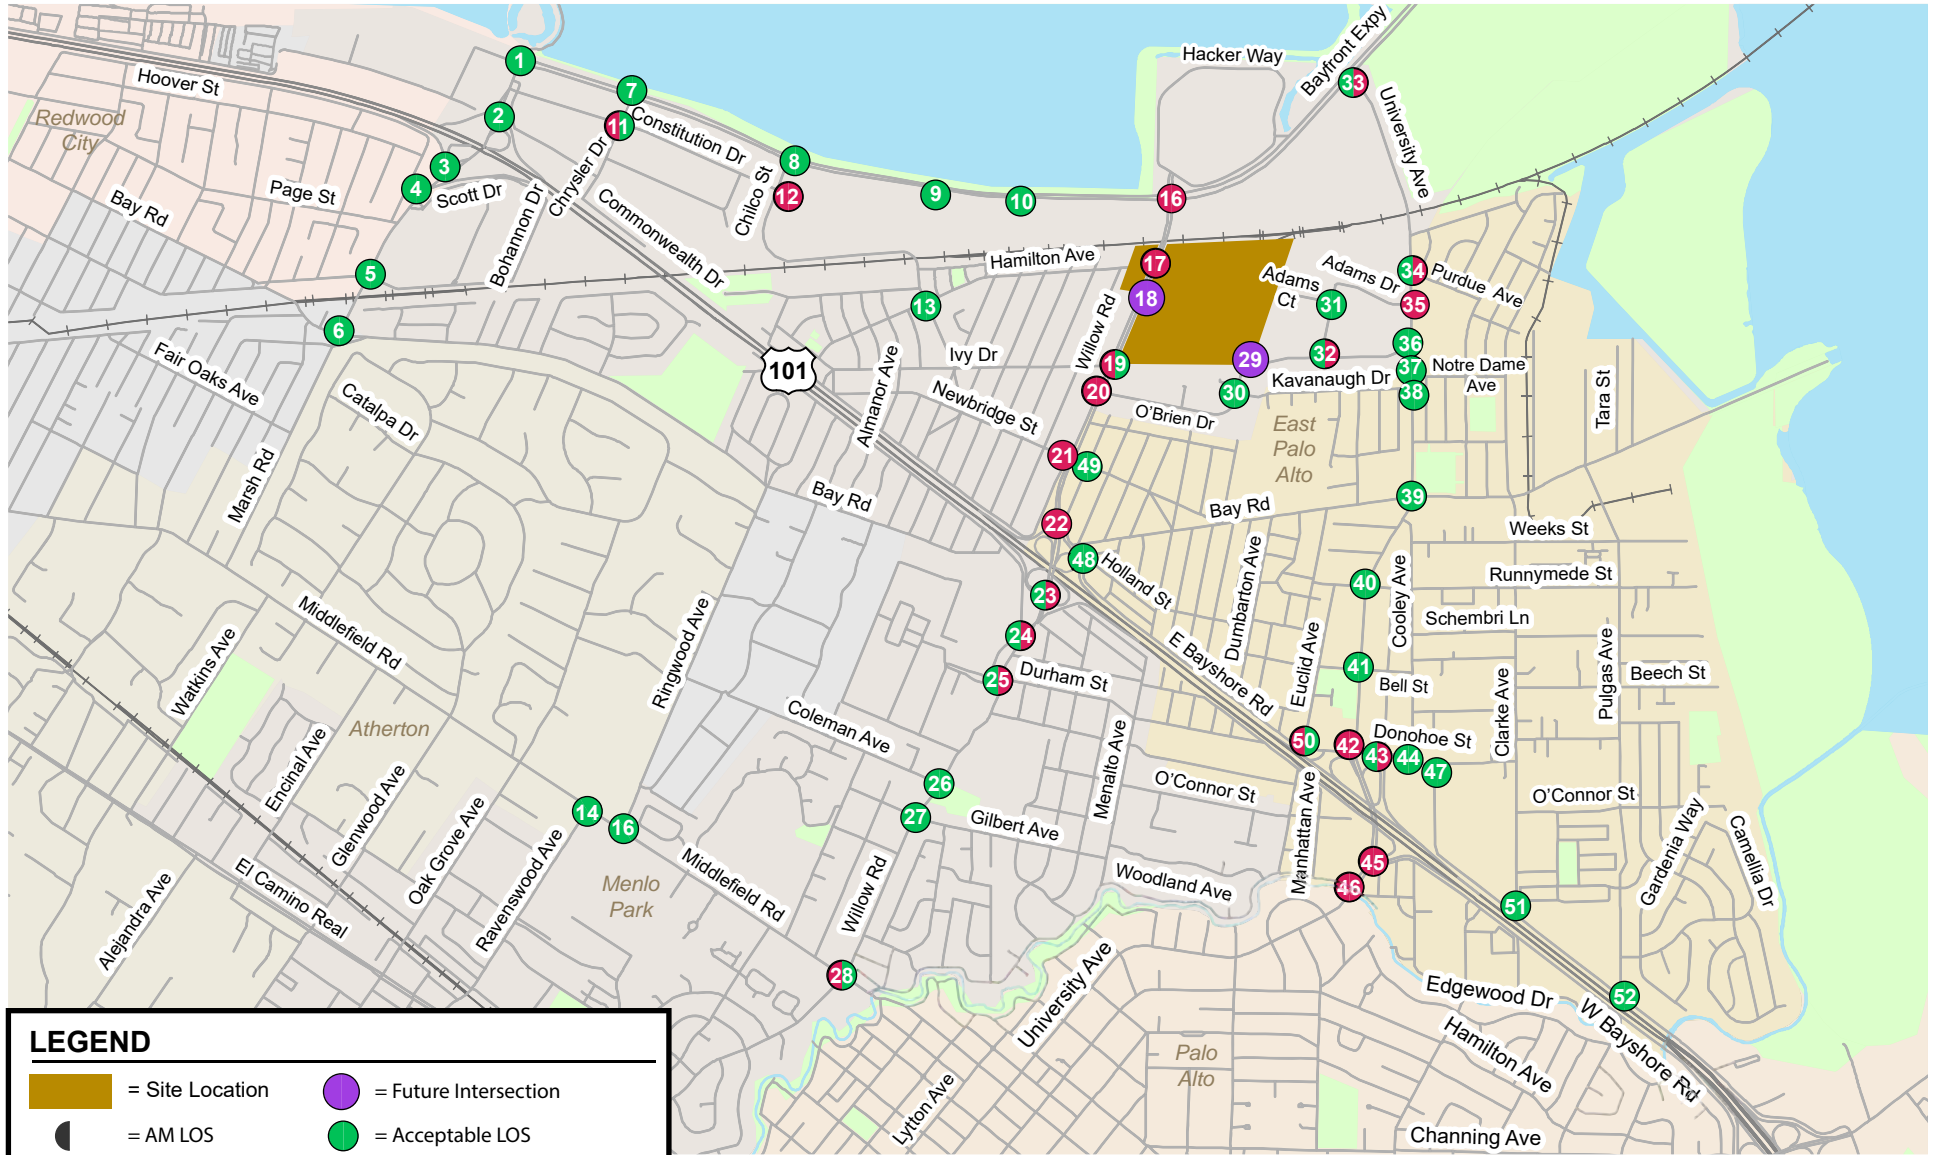 Hacker Way
Bayfront Expy
33
1
Hoover St
7
University Ave
2
Redwood
City
11
Constitution Dr
8
3
Chrysler Dr
4
Scott Dr
Page St
12
9
10
16
Bay Rd
Bohannon Dr
Chilco St
Commonwealth Dr
Hamilton Ave
17
5
Adams
Ct
Adams Dr
34
Purdue Ave
18
31
35
13
6
Willow Rd
Ivy Dr
19
29
32
36
37
Notre Dame
Ave
Fair Oaks Ave
101
Almanor Ave
20
30
Kavanaugh Dr
38
Tara St
Catalpa Dr
Newbridge St
O'Brien Dr
East
Palo
Alto
21
49
Marsh Rd
Bay Rd
Bay Rd
39
22
Weeks St
48
Holland St
Dumbarton Ave
Cooley Ave
40
Runnymede St
23
Schembri Ln
Middlefield Rd
24
Watkins Ave
Ringwood Ave
25
Durham St
E Bayshore Rd
Euclid Ave
41
Bell St
Pulgas Ave
Beech St
Atherton
Coleman Ave
Clarke Ave
50
42
43
Donohoe St
44
47
Encinal Ave
Menalto Ave
26
O'Connor St
O'Connor St
Glenwood Ave
14
16
27
Gilbert Ave
Manhattan Ave
Oak Grove Ave
Ravenswood Ave
Gardenia Way
Camellia Dr
El Camino Real
Middlefield Rd
Willow Rd
Woodland Ave
45
46
Alejandra Ave
Menlo
Park
51
28
University Ave
Edgewood Dr
52
W Bayshore Rd
Hamilton Ave
Palo
Alto
Lytton Ave
Channing Ave
LEGEND
= Site Location
= Future Intersection
= AM LOS
= Acceptable LOS